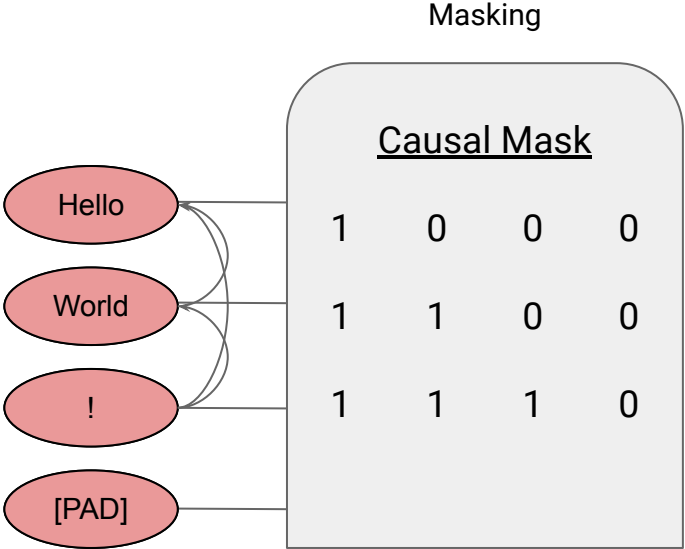 Masking
Causal Mask
Hello
1 0 0 0
World
1 1 0 0
!
1 1 1 0
[PAD]